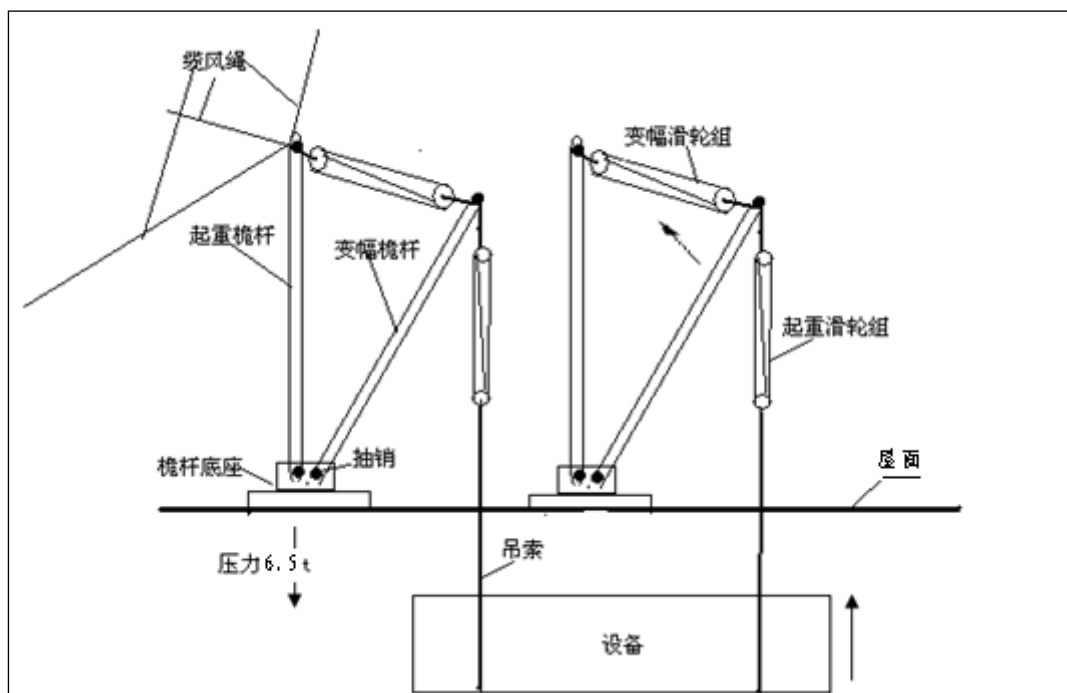 缆风绳
变幅滑轮组
起重桅杆
变幅桅杆
起重滑轮组
桅杆底座
抽销
屋面
压力6.5t
吊索
设备